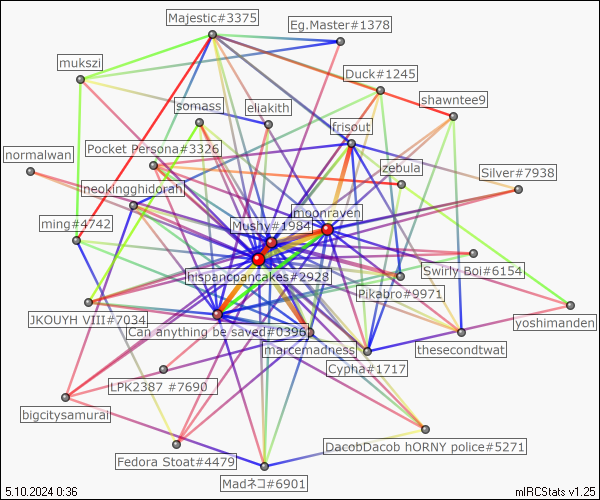 Majestic#3375
Eg.Master#1378
mukszi
Duck#1245
shawntee9
somass
eliakith
frisout
normalwan
Pocket Persona#3326
zebula
Silver#7938
neokingghidorah
moonraven
ming#4742
Mushy#1984
Swirly Boi#6154
hispancpancakes#2928
Pikabro#9971
JKOUYH VIII#7034
Can anything be saved#0396
yoshimanden
marcemadness
thesecondtwat
Cypha#1717
LPK2387 #7690
bigcitysamurai
DacobDacob hORNY police#5271
Fedora Stoat#4479
Madネコ#6901
5.10.2024 0:36
mIRCStats v1.25